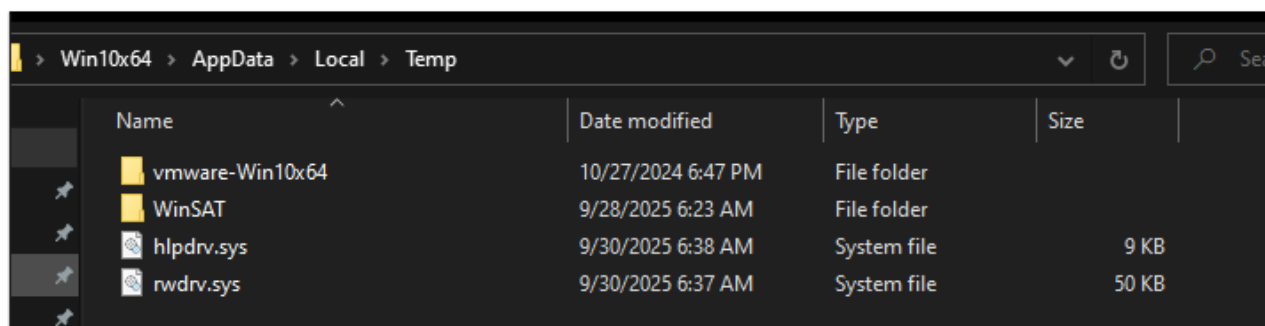 Win10x64 > AppData > Local > Temp
Name Date modified Type Size
vmware-Win10x64 10/27/2024 6:47 PM File folder
WinSAT 9/28/2025 6:23 AM File folder
hlpdrv.sys 9/30/2025 6:38 AM System file 9 KB
rwdrv.sys 9/30/2025 6:37 AM System file 50 KB